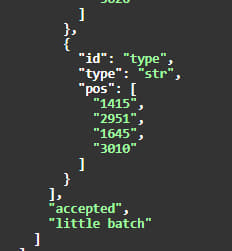 ]
},
{
"id": "type",
"type": "str",
"pos": [
"1415",
"2951",
"1645",
"3010"
]
}
],
"accepted",
"little batch"
]